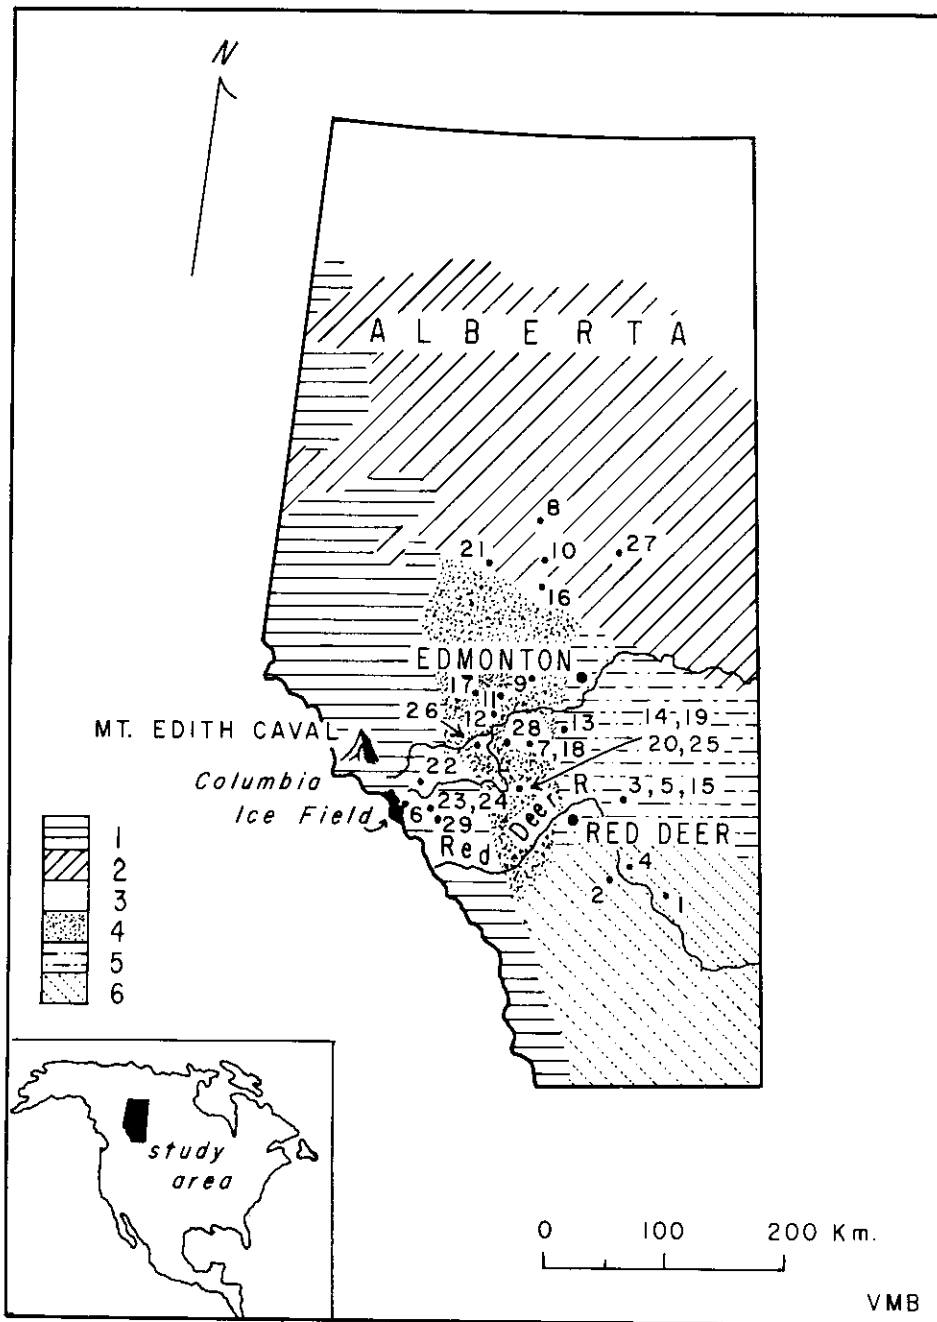 N
ALBERTA
8
21
10
27
16
EDMONTON
17
9
11
26
12
28
13
14,19
MT. EDITH CAVAL
7,18
20,25
22
Columbia
Ice Field
6
23,24
29
Red Deer R.
3,5,15
RED DEER
4
2
1
1
2
3
4
5
6
study
area
0 100 200 Km.
VMB